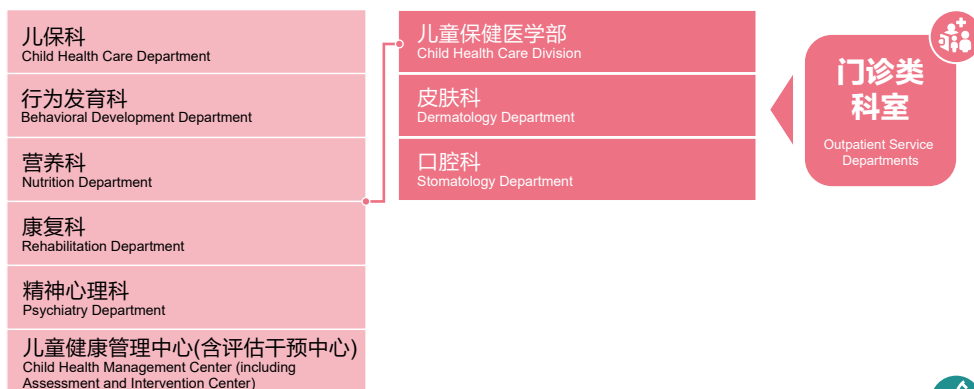 儿保科
Child Health Care Department
行为发育科
Behavioral Development Department
营养科
Nutrition Department
康复科
Rehabilitation Department
精神心理科
Psychiatry Department
儿童健康管理中心(含评估干预中心)
Child Health Management Center (including
Assessment and Intervention Center)
儿童保健医学部
Child Health Care Division
皮肤科
Dermatology Department
口腔科
Stomatology Department
门诊类
科室
Outpatient Service
Departments